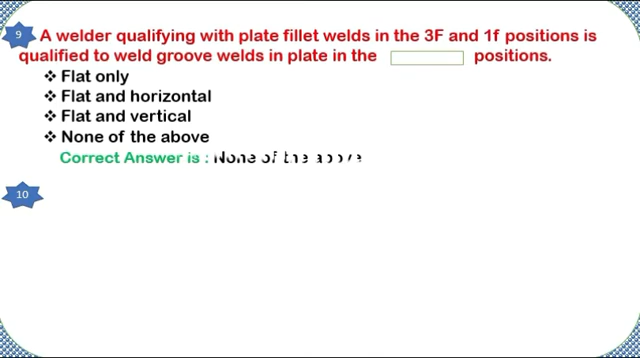 9 A welder qualifying with plate fillet welds in the 3F and 1f positions is
qualified to weld groove welds in plate in the positions.
❖ Flat only
❖ Flat and horizontal
❖ Flat and vertical
❖ None of the above
Correct Answer is : None of the above
10